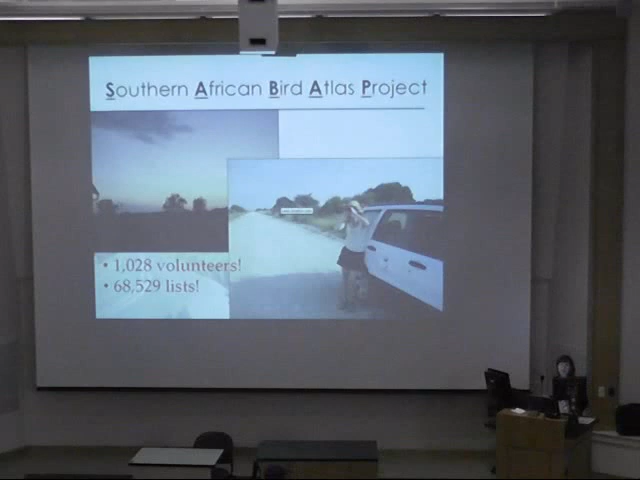 Southern African Bird Atlas Project
• 1,028 volunteers!
• 68,529 lists!